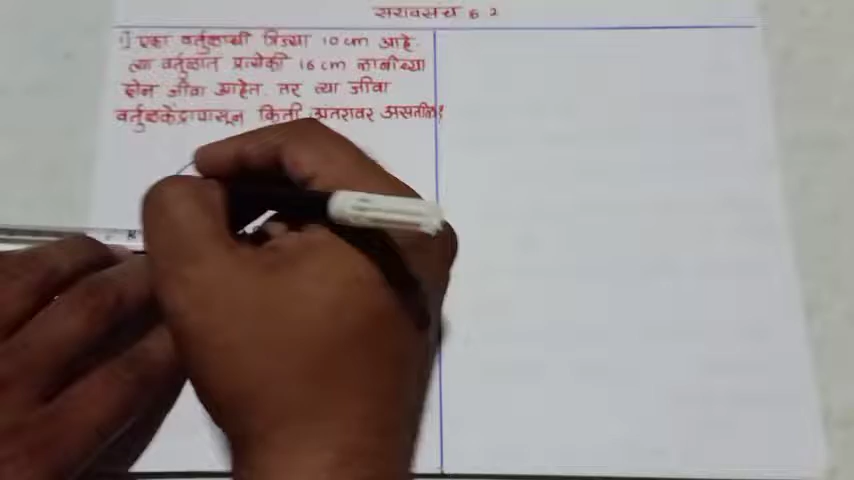 सरावसंच 6.2
1] एका वर्तुळाची त्रिज्या 10 cm आहे.
त्या वर्तुळात प्रत्येकी 16 cm लांबीच्या
दोन जीवा आहेत. तर त्या जीवा
वर्तुळकेंद्रापासून किती अंतरावर असतील?